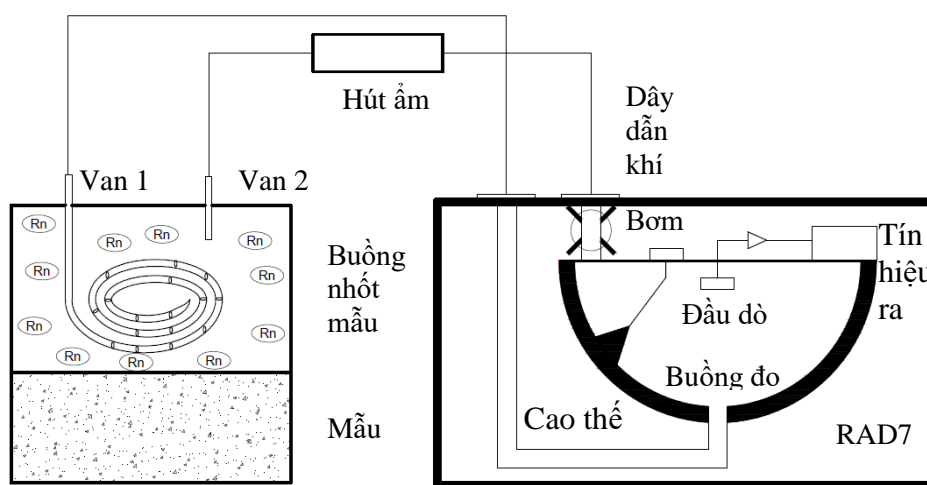 Hút ẩm
Dây
dẫn
khí
Van 1
Van 2
Rn
Rn
Rn
Rn
Rn
Rn
Rn
Rn
Rn
Rn
Rn
Rn
Buồng
nhốt
mẫu
Mẫu
Bơm
Tín
hiệu
ra
Đầu dò
Buồng đo
Cao thế
RAD7